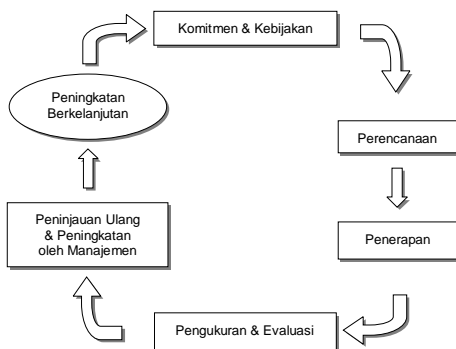 Komitmen & Kebijakan
Peningkatan
Berkelanjutan
Perencanaan
Peninjauan Ulang
& Peningkatan
oleh Manajemen
Penerapan
Pengukuran & Evaluasi